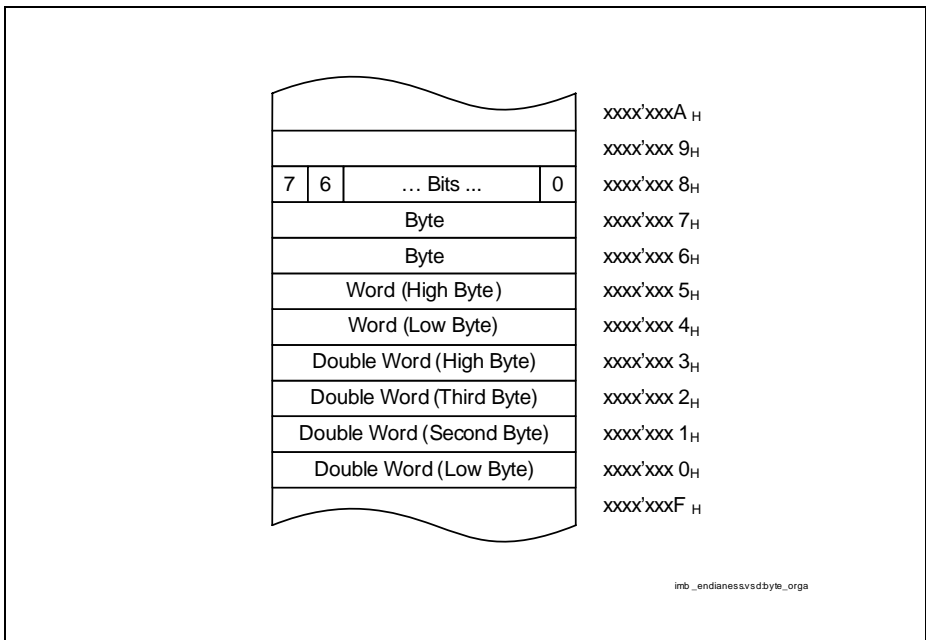 xxxx'xxxA H
xxxx'xxx 9H
7 6 … Bits ... 0 xxxx'xxx 8H
Byte xxxx'xxx 7H
Byte xxxx'xxx 6H
Word (High Byte) xxxx'xxx 5H
Word (Low Byte) xxxx'xxx 4H
Double Word (High Byte) xxxx'xxx 3H
Double Word (Third Byte) xxxx'xxx 2H
Double Word (Second Byte) xxxx'xxx 1H
Double Word (Low Byte) xxxx'xxx 0H
xxxx'xxxF H
imb_endianess.vsd:byte_orga